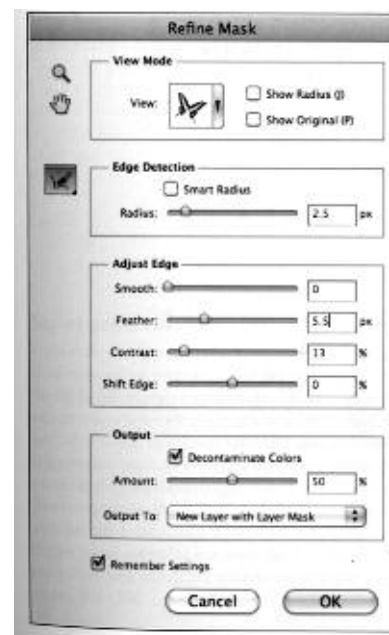 Refine Mask
View Mode
View:
Show Radius (J)
Show Original (P)
Edge Detection
Smart Radius
Radius: 2.5 px
Adjust Edge
Smooth: 0
Feather: 5.5 px
Contrast: 13 %
Shift Edge: 0 %
Output
Decontaminate Colors
Amount: 50 %
Output To: New Layer with Layer Mask
Remember Settings
Cancel OK